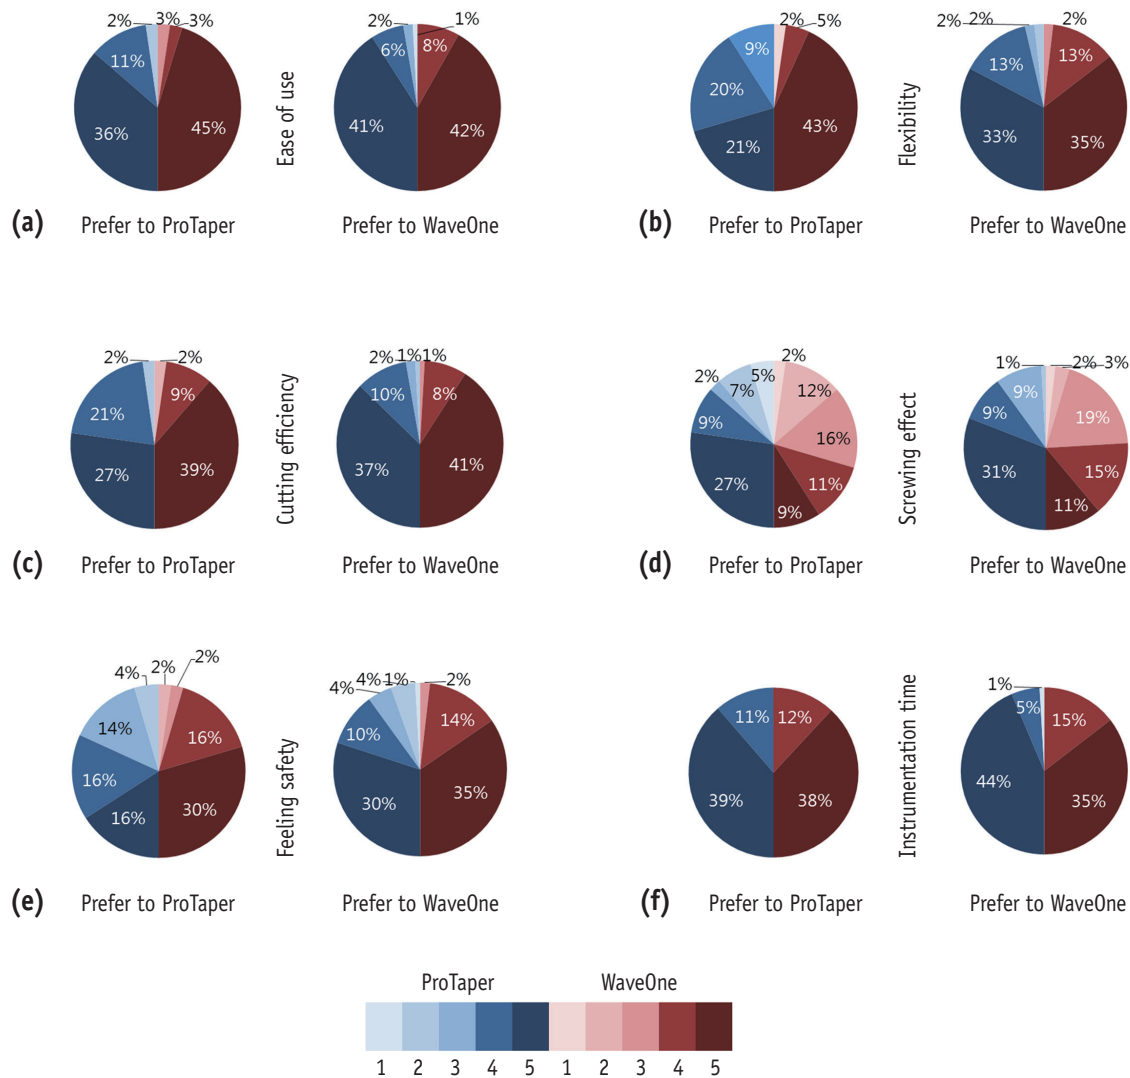 2% 3% 3%
11%
36% 45%
Ease of use
2% 1%
6% 8%
41% 42%
(a) Prefer to ProTaper Prefer to WaveOne
2% 5%
9%
20%
21% 43%
Flexibility
2% 2% 2%
13% 13%
33% 35%
(b) Prefer to ProTaper Prefer to WaveOne
2% 2%
21% 9%
27% 39%
Cutting efficiency
2% 1% 1%
10% 8%
37% 41%
(c) Prefer to ProTaper Prefer to WaveOne
2%
2% 7% 5% 12%
9% 16%
27% 11%
9%
Screwing effect
1% 2% 3%
9% 19%
9%
31% 15%
11%
(d) Prefer to ProTaper Prefer to WaveOne
4% 2% 2%
14% 16%
16%
16% 30%
Feeling safety
4% 4% 1% 2%
10% 14%
30% 35%
(e) Prefer to ProTaper Prefer to WaveOne
11% 12%
39% 38%
Instrumentation time
1%
5% 15%
44% 35%
(f) Prefer to ProTaper Prefer to WaveOne
ProTaper WaveOne
1 2 3 4 5 1 2 3 4 5